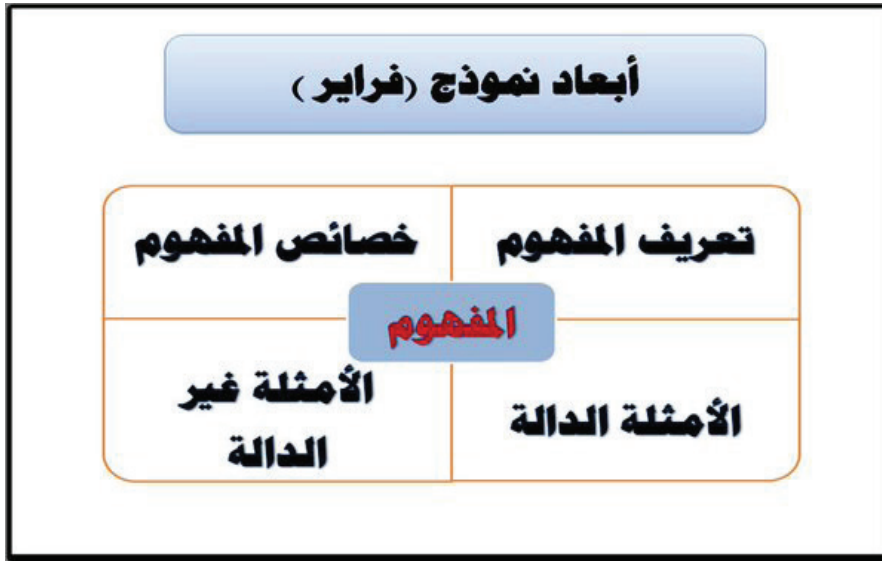 أبعاد نموذج (فراير)
تعريف المفهوم
خصائص المفهوم
المفهوم
الأمثلة الدالة
الأمثلة غير
الدالة